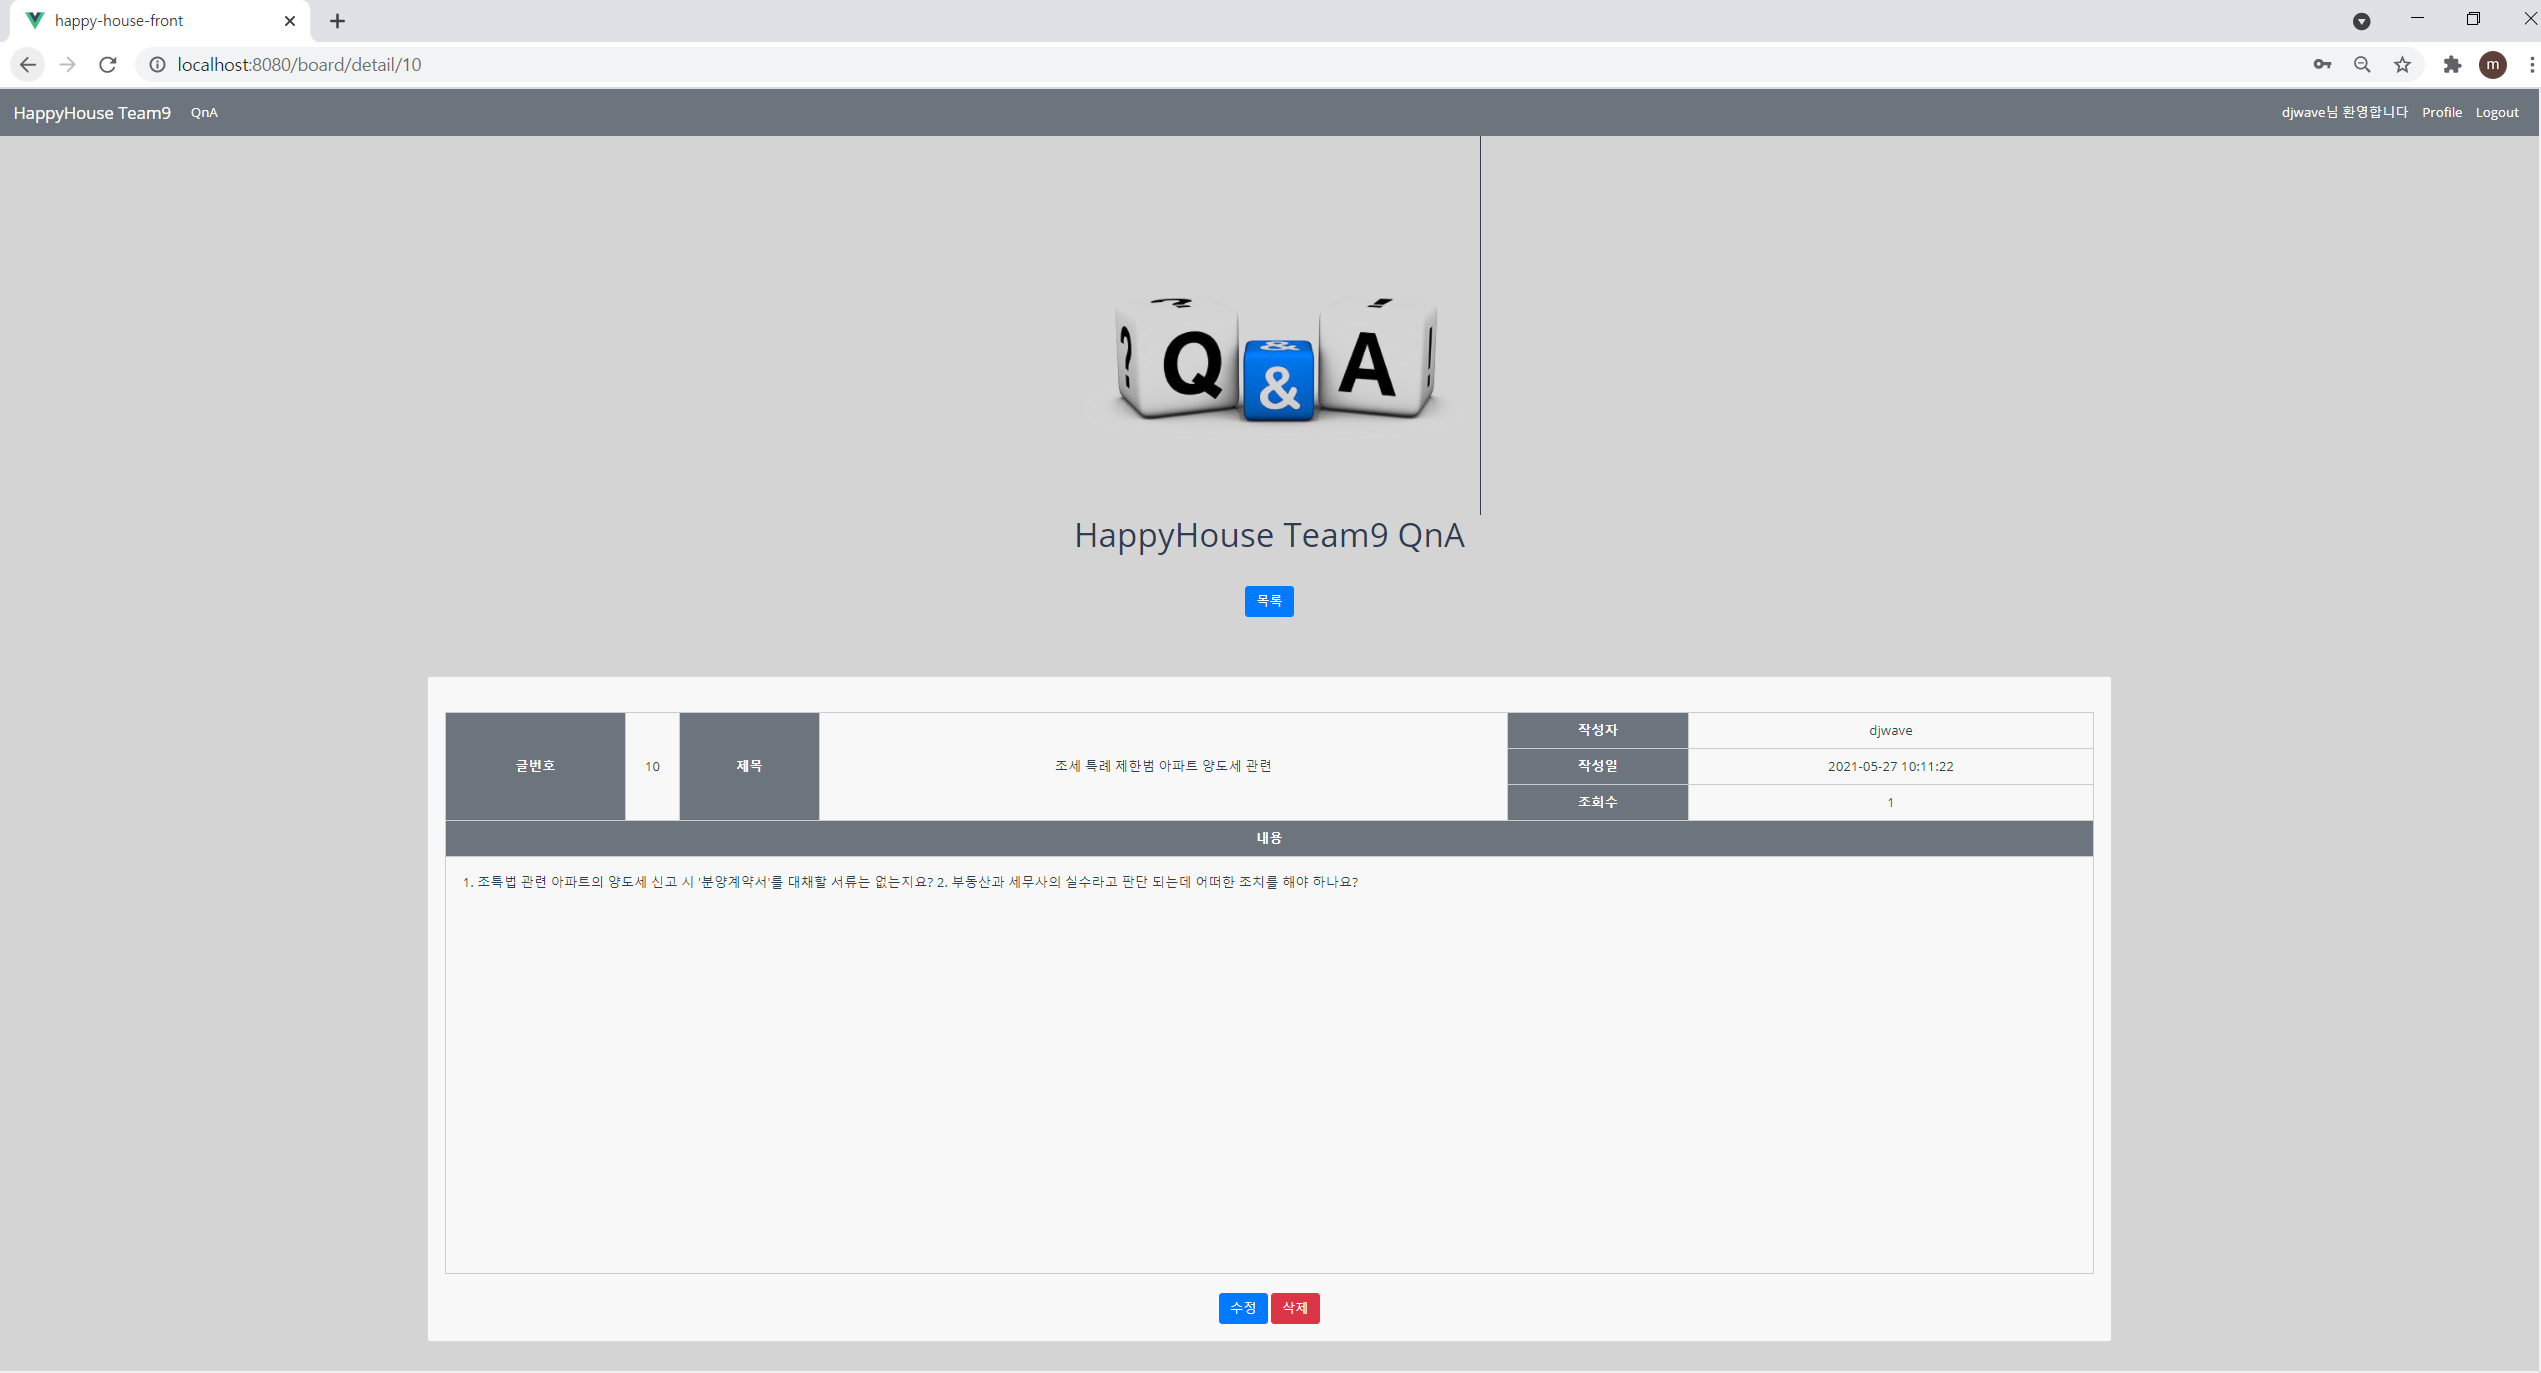 happy-house-front
localhost:8080/board/detail/10
m
HappyHouse Team9 QnA djwave님 환영합니다 Profile Logout
? Q & & A !
HappyHouse Team9 QnA
목록
글번호 10 제목 조세 특례 제한범 아파트 양도세 관련 작성자 djwave
작성일 2021-05-27 10:11:22
조회수 1
내용
1. 조특법 관련 아파트의 양도세 신고 시 '분양계약서'를 대채할 서류는 없는지요? 2. 부동산과 세무사의 실수라고 판단 되는데 어떠한 조치를 해야 하나요?
수정 삭제